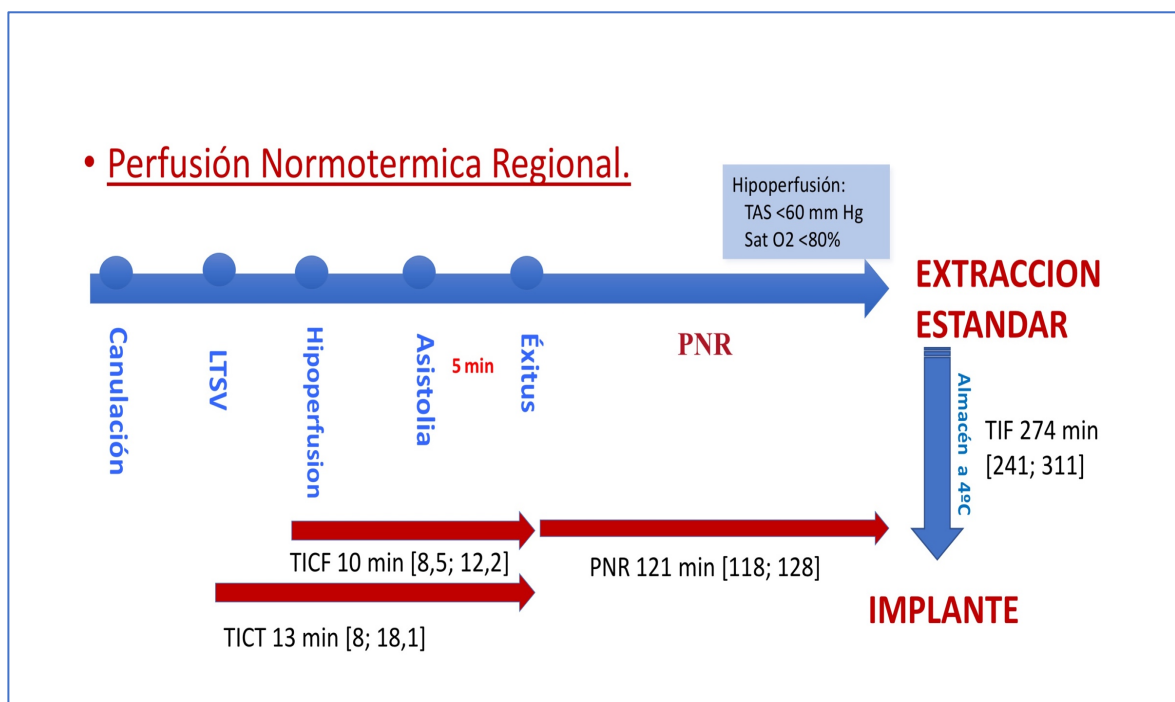 • Perfusión Normotermica Regional.
Hipoperfusión:
TAS <60 mm Hg
Sat O2 <80%
EXTRACCION
ESTANDAR
Canulación
LTSV
Hipoperfusion
Asistolia
5 min
Éxitus
PNR
Almacén a 4ºC
TIF 274 min
[241; 311]
TICF 10 min [8,5; 12,2]
PNR 121 min [118; 128]
IMPLANTE
TICT 13 min [8; 18,1]